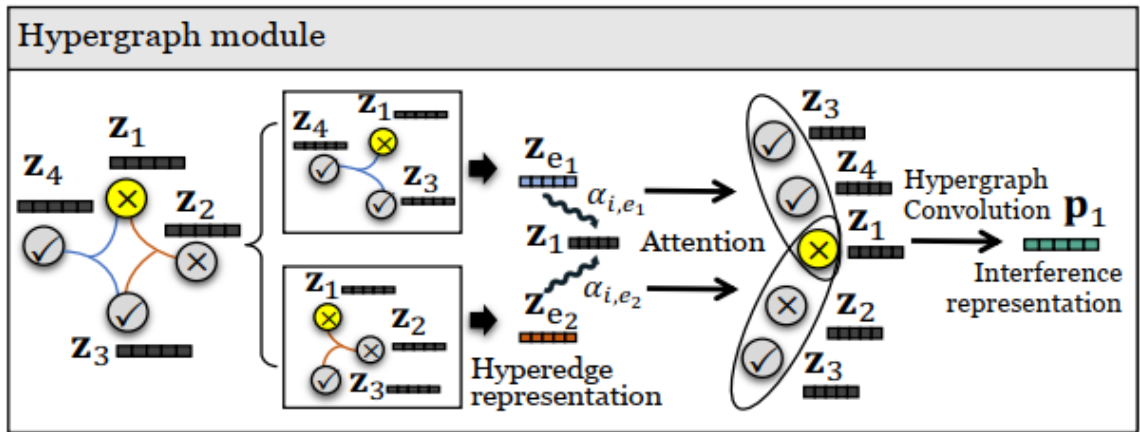 Hypergraph module
z1
z4
z2
z3
z1
z4
z3
z1
z2
z3
ze1
αi,e1
z1
Attention
αi,e2
ze2
Hyperedge
representation
z3
z4
z1
z2
z3
Hypergraph
Convolution
p1
Interference
representation